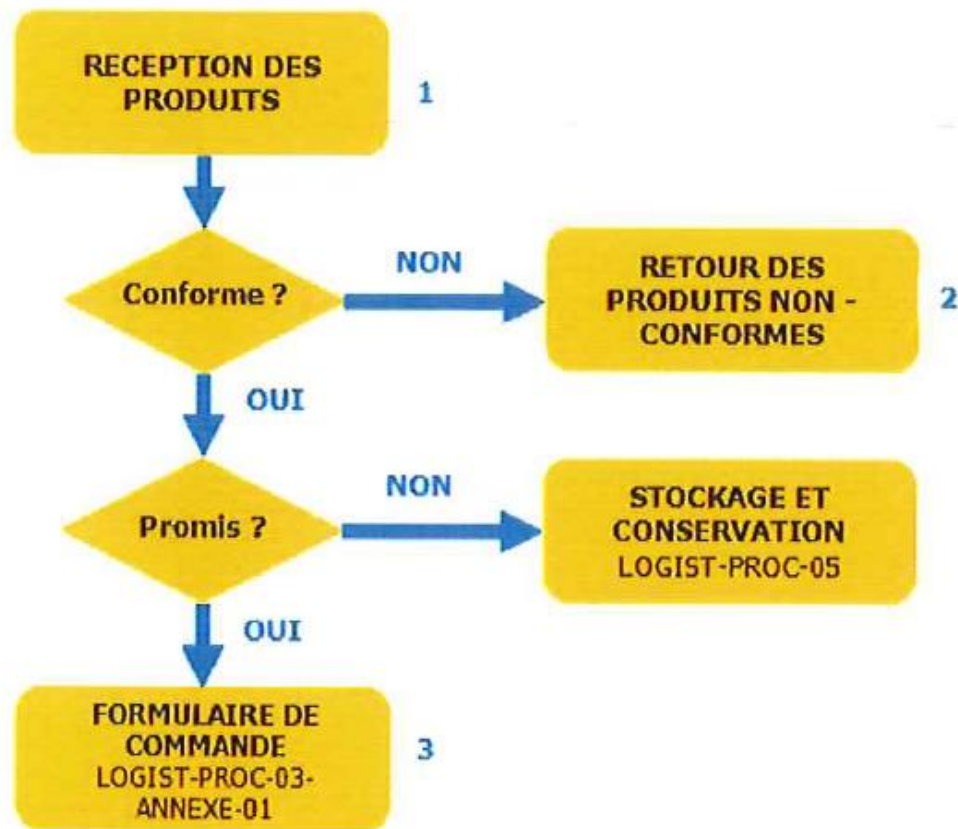 RECEPTION DES
PRODUITS
1
Conforme ?
NON
RETOUR DES
PRODUITS NON -
CONFORMES
2
OUI
Promis ?
NON
STOCKAGE ET
CONSERVATION
LOGIST-PROC-05
OUI
FORMULAIRE DE
COMMANDE
LOGIST-PROC-03-
ANNEXE-01
3